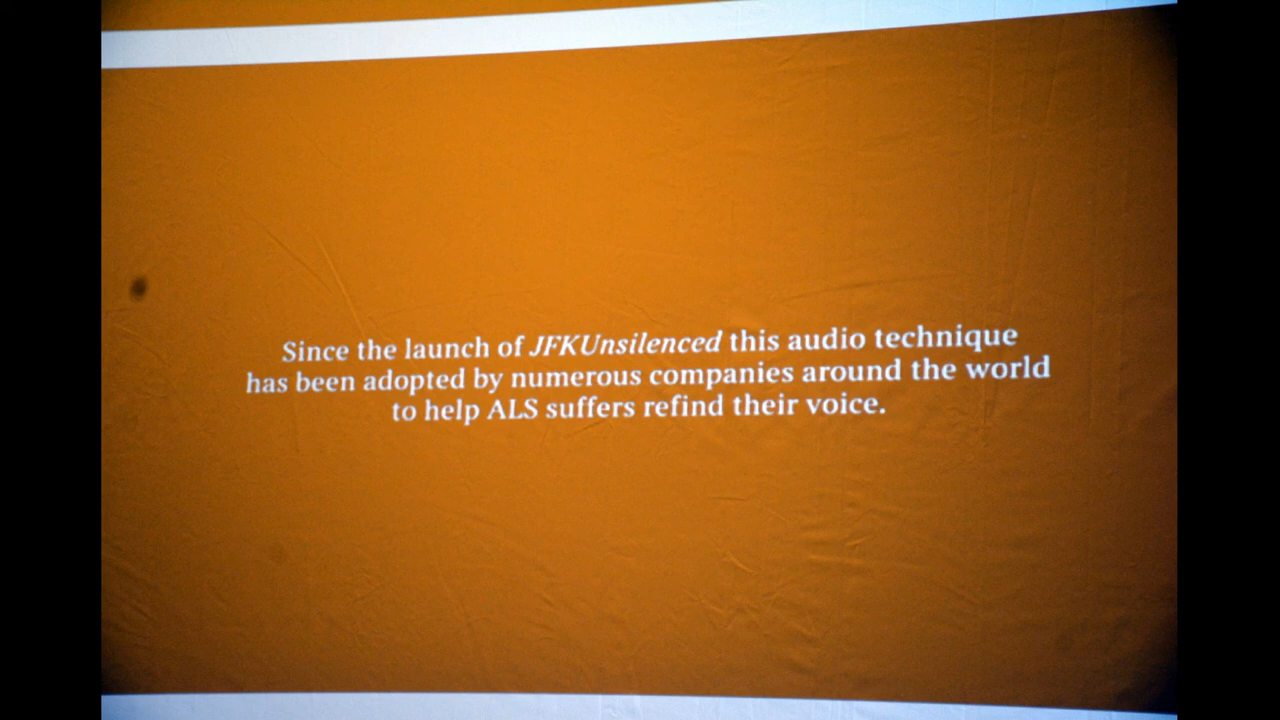 Since the launch of JFKUnsilenced this audio technique
has been adopted by numerous companies around the world
to help ALS suffers refind their voice.